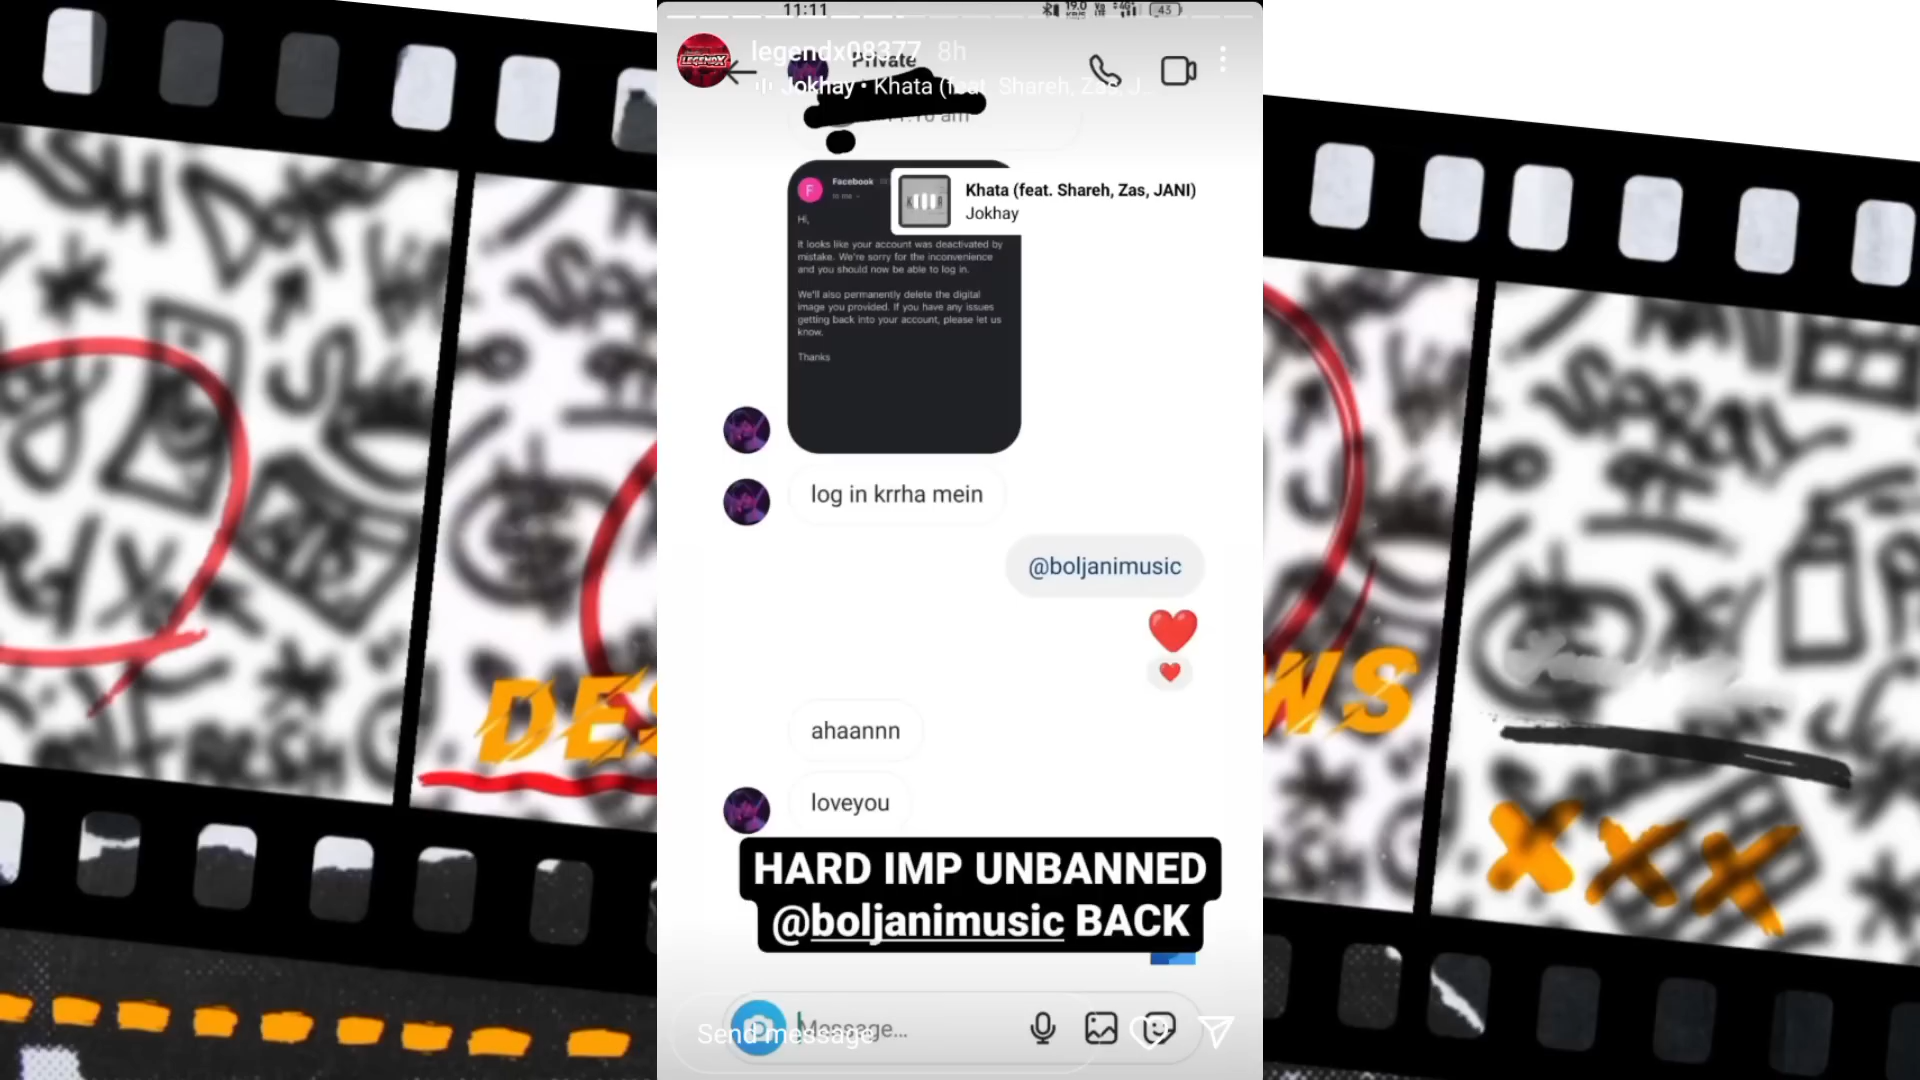 11:11
legendx08377 8h
Private
Jokhay • Khata (feat. Shareh, Zas, J...
Facebook
to me
Khata (feat. Shareh, Zas, JANI)
Jokhay
Hi,
It looks like your account was deactivated by
mistake. We're sorry for the inconvenience
and you should now be able to log in.
We'll also permanently delete the digital
image you provided. If you have any issues
getting back into your account, please let us
know.
Thanks
log in krrha mein
@boljanimusic
ahaannn
loveyou
HARD IMP UNBANNED
@boljanimusic BACK
Message...
Send message